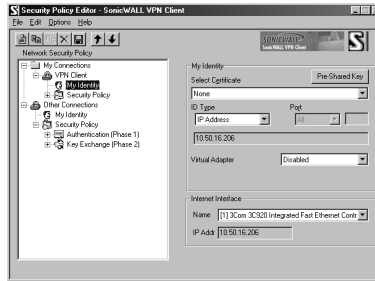 Security Policy Editor - SonicWALL VPN Client
File Edit Options Help
SONICWALL
SonicWALL VPN Client
S
Network Security Policy
My Connections
VPN Client
My Identity
Security Policy
Other Connections
My Identity
Security Policy
Authentication (Phase 1)
Key Exchange (Phase 2)
My Identity
Select Certificate
Pre-Shared Key
None
ID Type Port
IP Address All
10.50.16.206
Virtual Adapter Disabled
Internet Interface
Name [1] 3Com 3C920 Integrated Fast Ethernet Contr
IP Addr 10.50.16.206